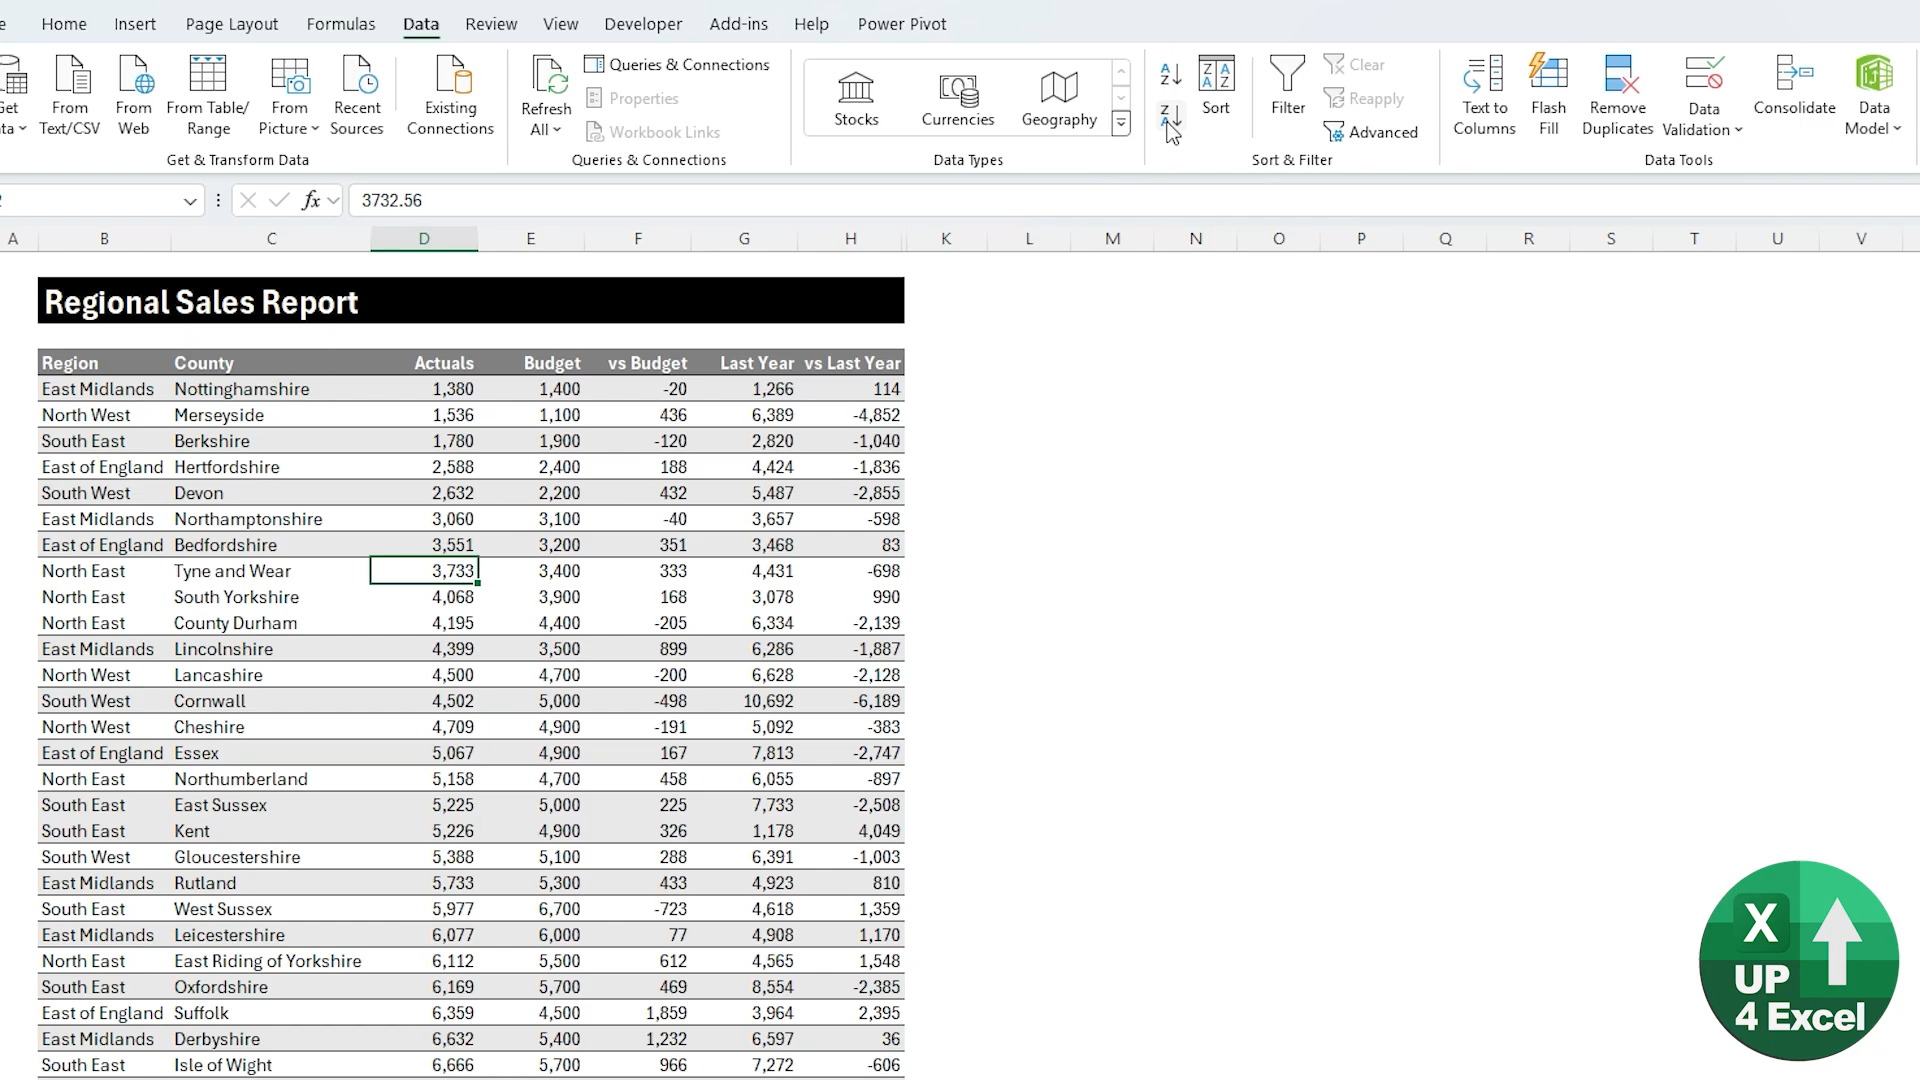 Home Insert Page Layout Formulas Data Review View Developer Add-ins Help Power Pivot
From Text/CSV
From Web
From Table/ Range
From Picture
Recent Sources
Existing Connections
Get & Transform Data
Refresh All
Queries & Connections
Properties
Workbook Links
Queries & Connections
Stocks
Currencies
Geography
Data Types
Sort
Filter
Clear
Reapply
Advanced
Sort & Filter
Text to Columns
Flash Fill
Remove Duplicates
Data Validation
Consolidate
Data Model
Data Tools
fx 3732.56
A B C D E F G H K L M N O P Q R S T U V
Regional Sales Report
Region County Actuals Budget vs Budget Last Year vs Last Year
East Midlands Nottinghamshire 1,380 1,400 -20 1,266 114
North West Merseyside 1,536 1,100 436 6,389 -4,852
South East Berkshire 1,780 1,900 -120 2,820 -1,040
East of England Hertfordshire 2,588 2,400 188 4,424 -1,836
South West Devon 2,632 2,200 432 5,487 -2,855
East Midlands Northamptonshire 3,060 3,100 -40 3,657 -598
East of England Bedfordshire 3,551 3,200 351 3,468 83
North East Tyne and Wear 3,733 3,400 333 4,431 -698
North East South Yorkshire 4,068 3,900 168 3,078 990
North East County Durham 4,195 4,400 -205 6,334 -2,139
East Midlands Lincolnshire 4,399 3,500 899 6,286 -1,887
North West Lancashire 4,500 4,700 -200 6,628 -2,128
South West Cornwall 4,502 5,000 -498 10,692 -6,189
North West Cheshire 4,709 4,900 -191 5,092 -383
East of England Essex 5,067 4,900 167 7,813 -2,747
North East Northumberland 5,158 4,700 458 6,055 -897
South East East Sussex 5,225 5,000 225 7,733 -2,508
South East Kent 5,226 4,900 326 1,178 4,049
South West Gloucestershire 5,388 5,100 288 6,391 -1,003
East Midlands Rutland 5,733 5,300 433 4,923 810
South East West Sussex 5,977 6,700 -723 4,618 1,359
East Midlands Leicestershire 6,077 6,000 77 4,908 1,170
North East East Riding of Yorkshire 6,112 5,500 612 4,565 1,548
South East Oxfordshire 6,169 5,700 469 8,554 -2,385
East of England Suffolk 6,359 4,500 1,859 3,964 2,395
East Midlands Derbyshire 6,632 5,400 1,232 6,597 36
South East Isle of Wight 6,666 5,700 966 7,272 -606
X
UP
4 Excel